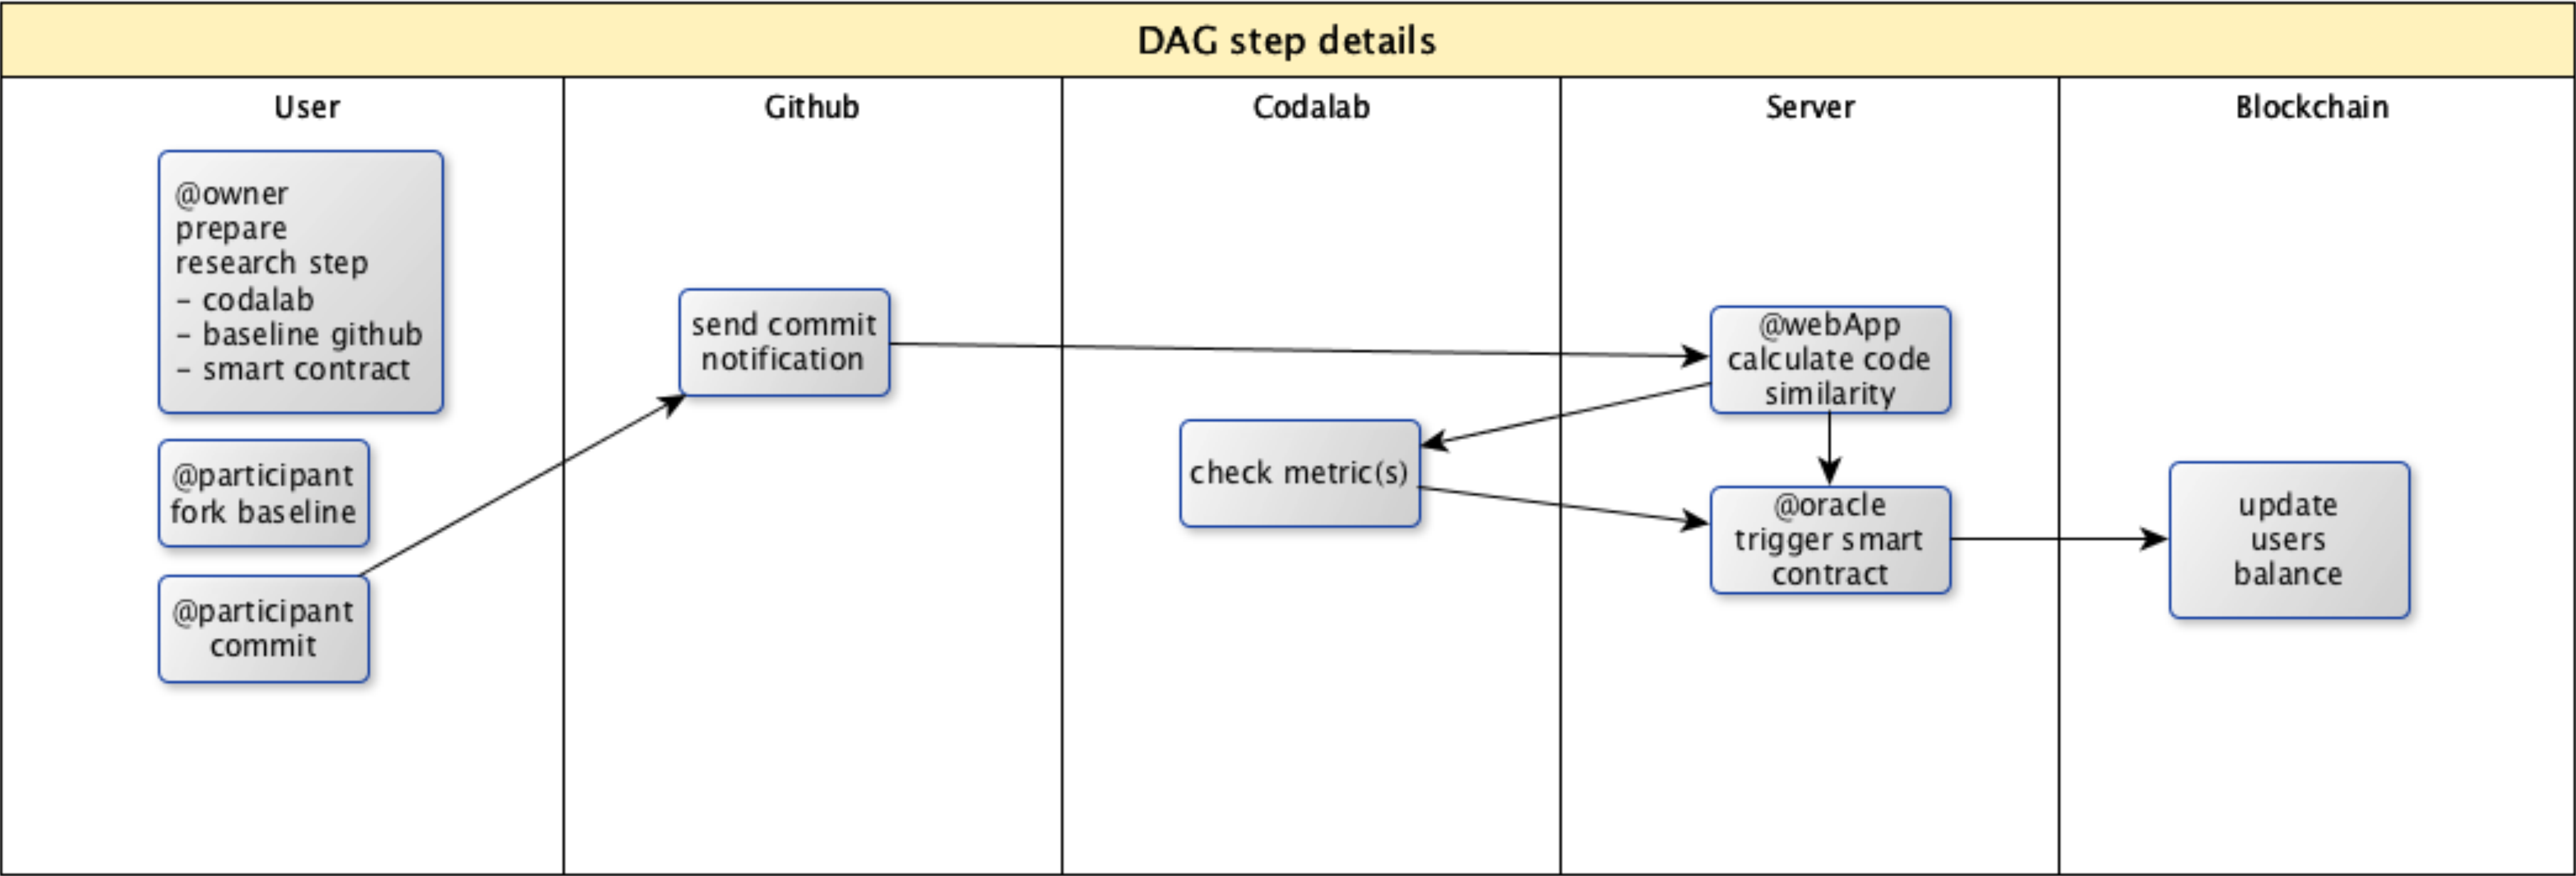 DAG step details
User
Github
Codalab
Server
Blockchain
@owner
prepare
research step
– codalab
– baseline github
– smart contract
@participant
fork baseline
@participant
commit
send commit
notification
check metric(s)
@webApp
calculate code
similarity
@oracle
trigger smart
contract
update
users
balance